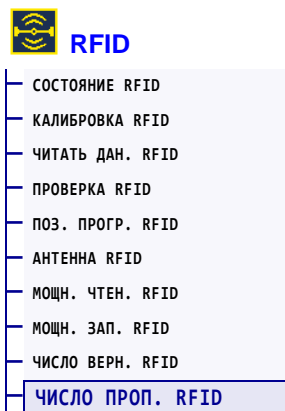 RFID
СОСТОЯНИЕ RFID
КАЛИБРОВКА RFID
ЧИТАТЬ ДАН. RFID
ПРОВЕРКА RFID
ПОЗ. ПРОГР. RFID
АНТЕННА RFID
МОЩН. ЧТЕН. RFID
МОЩН. ЗАП. RFID
ЧИСЛО ВЕРН. RFID
ЧИСЛО ПРОП. RFID